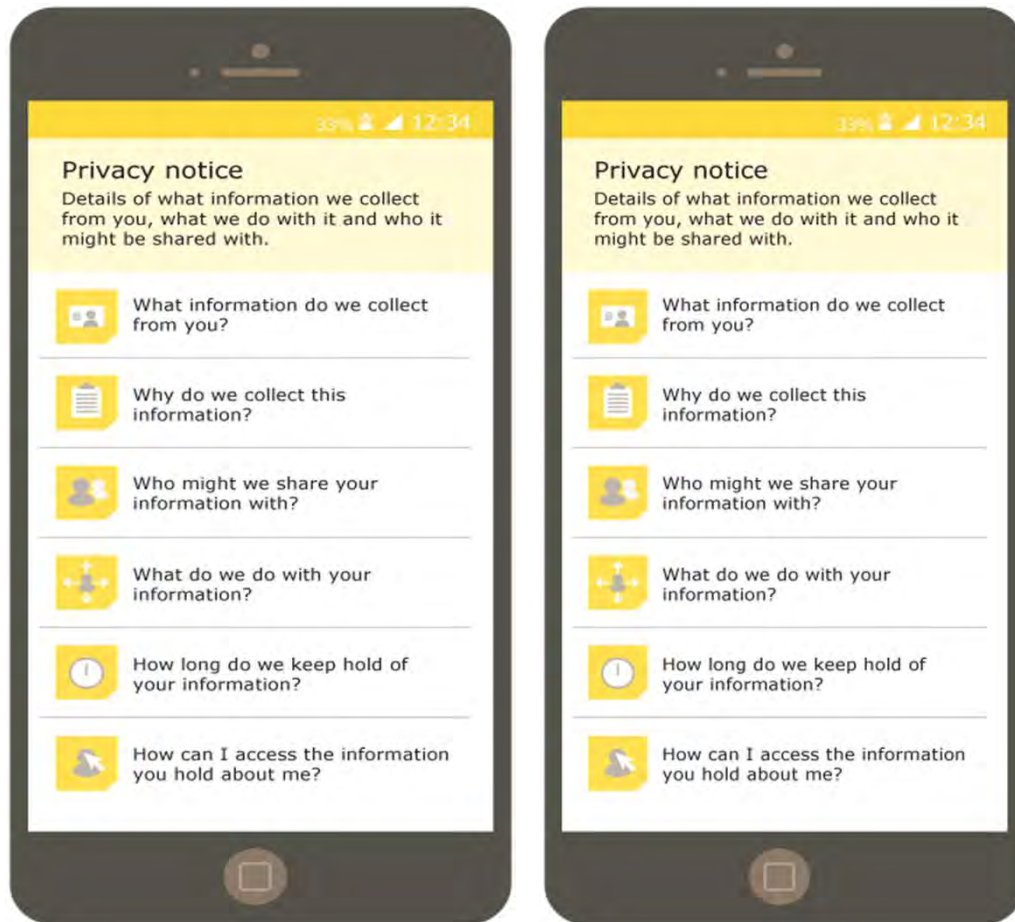 33% 12:34
Privacy notice
Details of what information we collect
from you, what we do with it and who it
might be shared with.
What information do we collect
from you?
Why do we collect this
information?
Who might we share your
information with?
What do we do with your
information?
How long do we keep hold of
your information?
How can I access the information
you hold about me?
33% 12:34
Privacy notice
Details of what information we collect
from you, what we do with it and who it
might be shared with.
What information do we collect
from you?
Why do we collect this
information?
Who might we share your
information with?
What do we do with your
information?
How long do we keep hold of
your information?
How can I access the information
you hold about me?